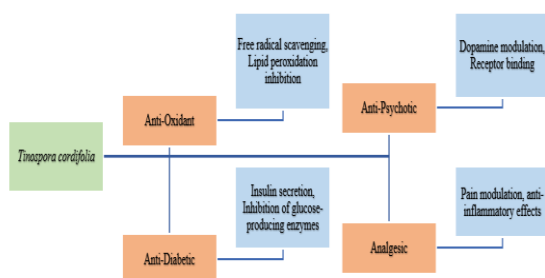 Free radical scavenging,
Lipid peroxidation
inhibition
Dopamine modulation,
Receptor binding
Anti-Oxidant
Anti-Psychotic
Tinospora cordifolia
Insulin secretion,
Inhibition of glucose-
producing enzymes
Pain modulation, anti-
inflammatory effects
Anti-Diabetic
Analgesic